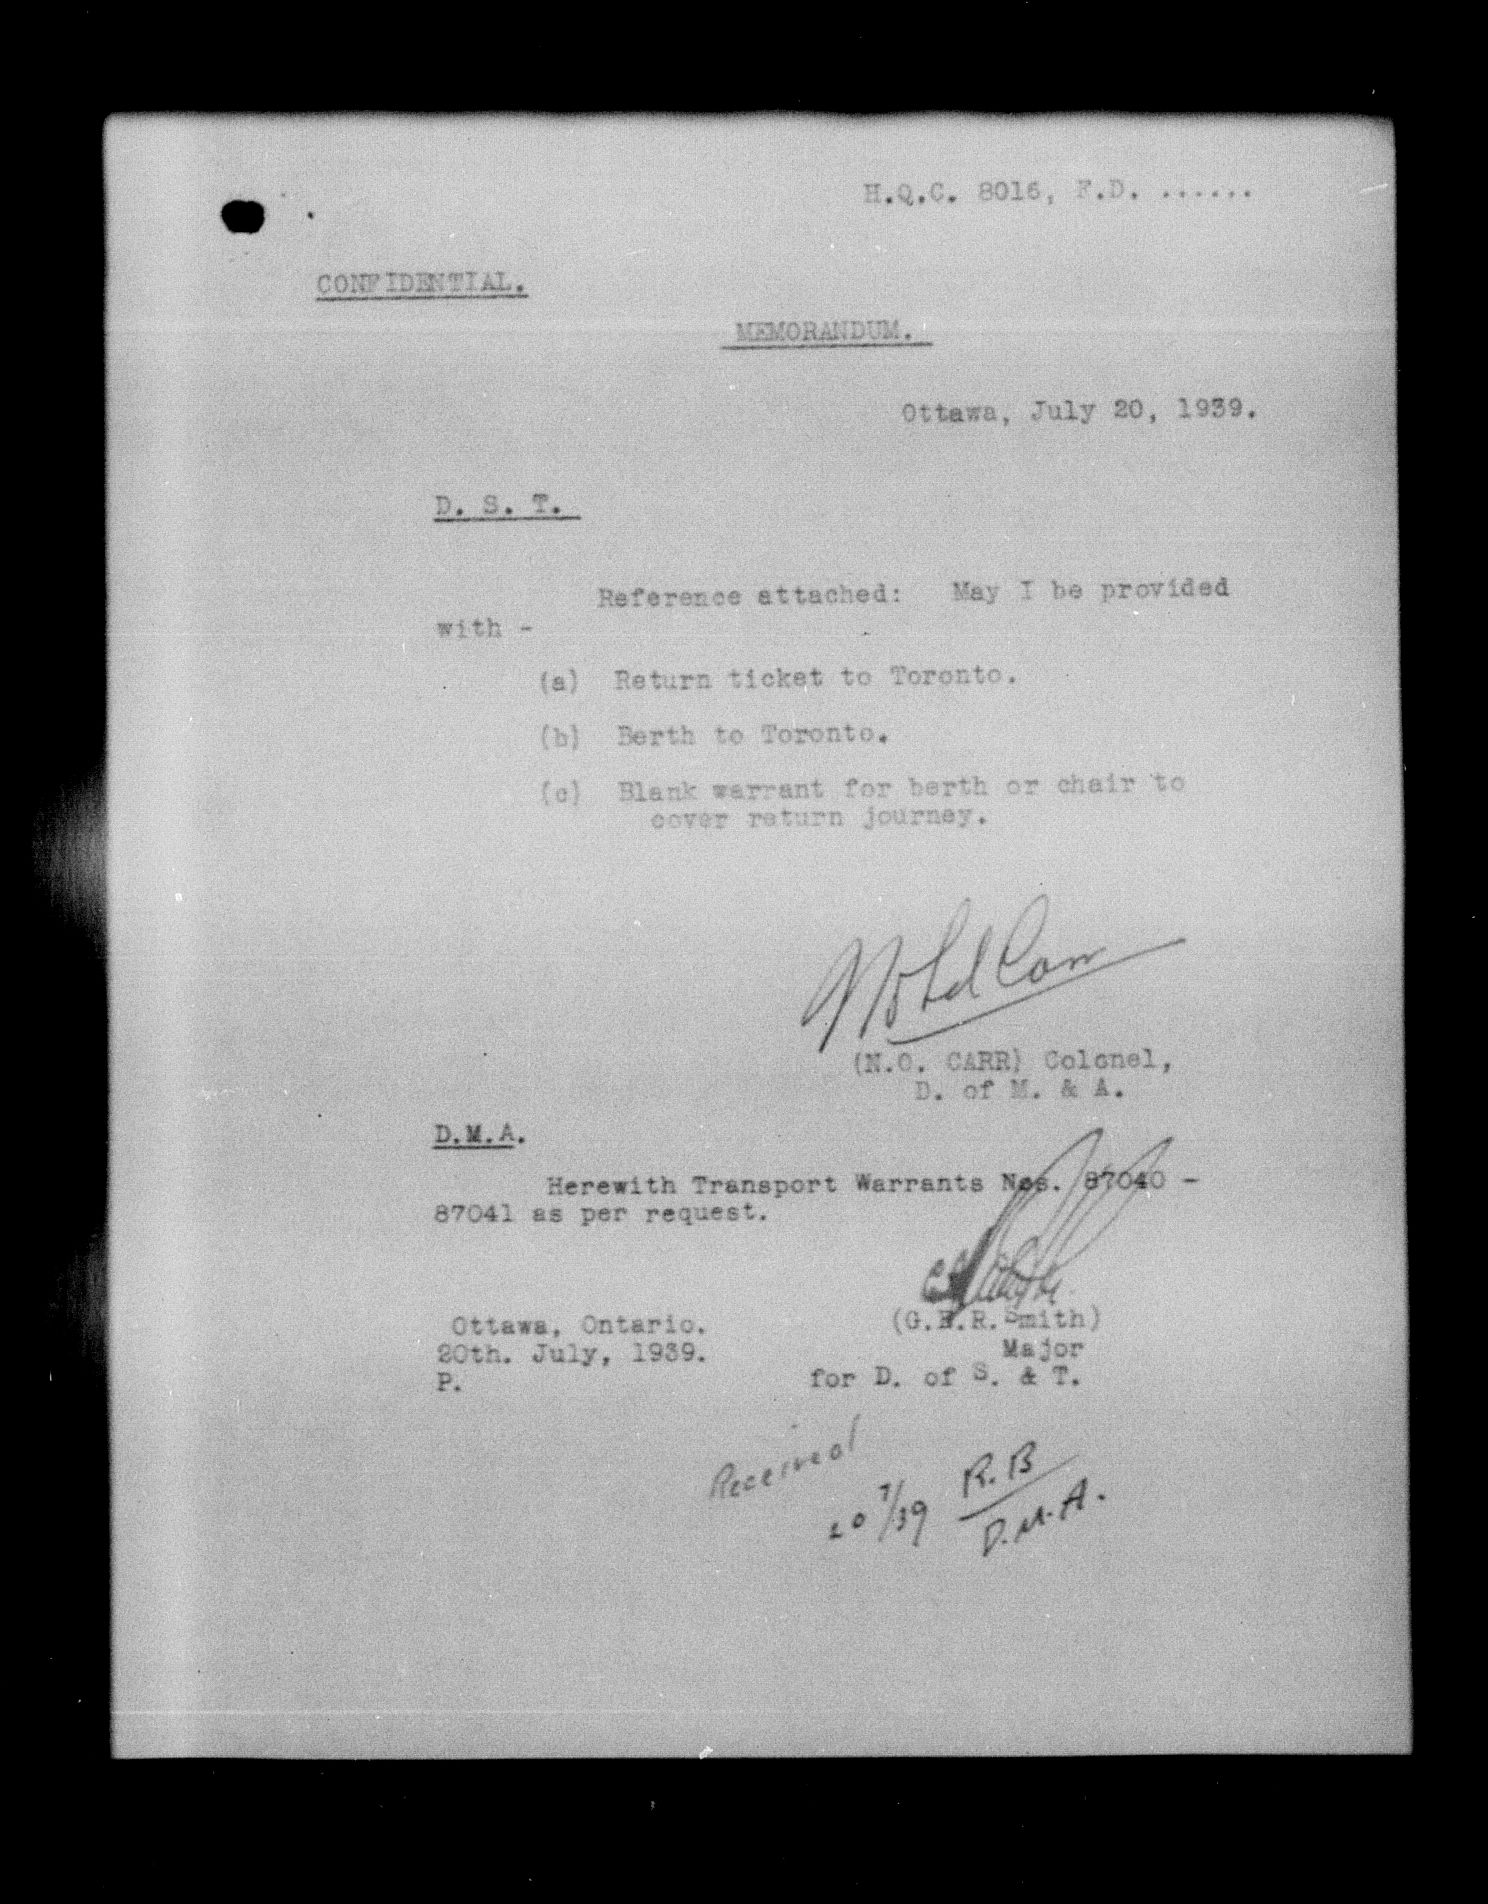 H.Q.C. 8016, F.D. ......
CONFIDENTIAL.
MEMORANDUM.
Ottawa, July 20, 1939.
D. S. T.
Reference attached: May I be provided
with -
(a) Return ticket to Toronto.
(b) Berth to Toronto.
(c) Blank warrant for berth or chair to
cover return journey.
(N.O. CARR) Colonel,
D. of M. & A.
D.M.A.
Herewith Transport Warrants Nos. 87040 -
87041 as per request.
Ottawa, Ontario.
20th. July, 1939.
P.
(G.E.R. Smith)
Major
for D. of S. & T.
Received
20 7/39
R.B
D.M.A.